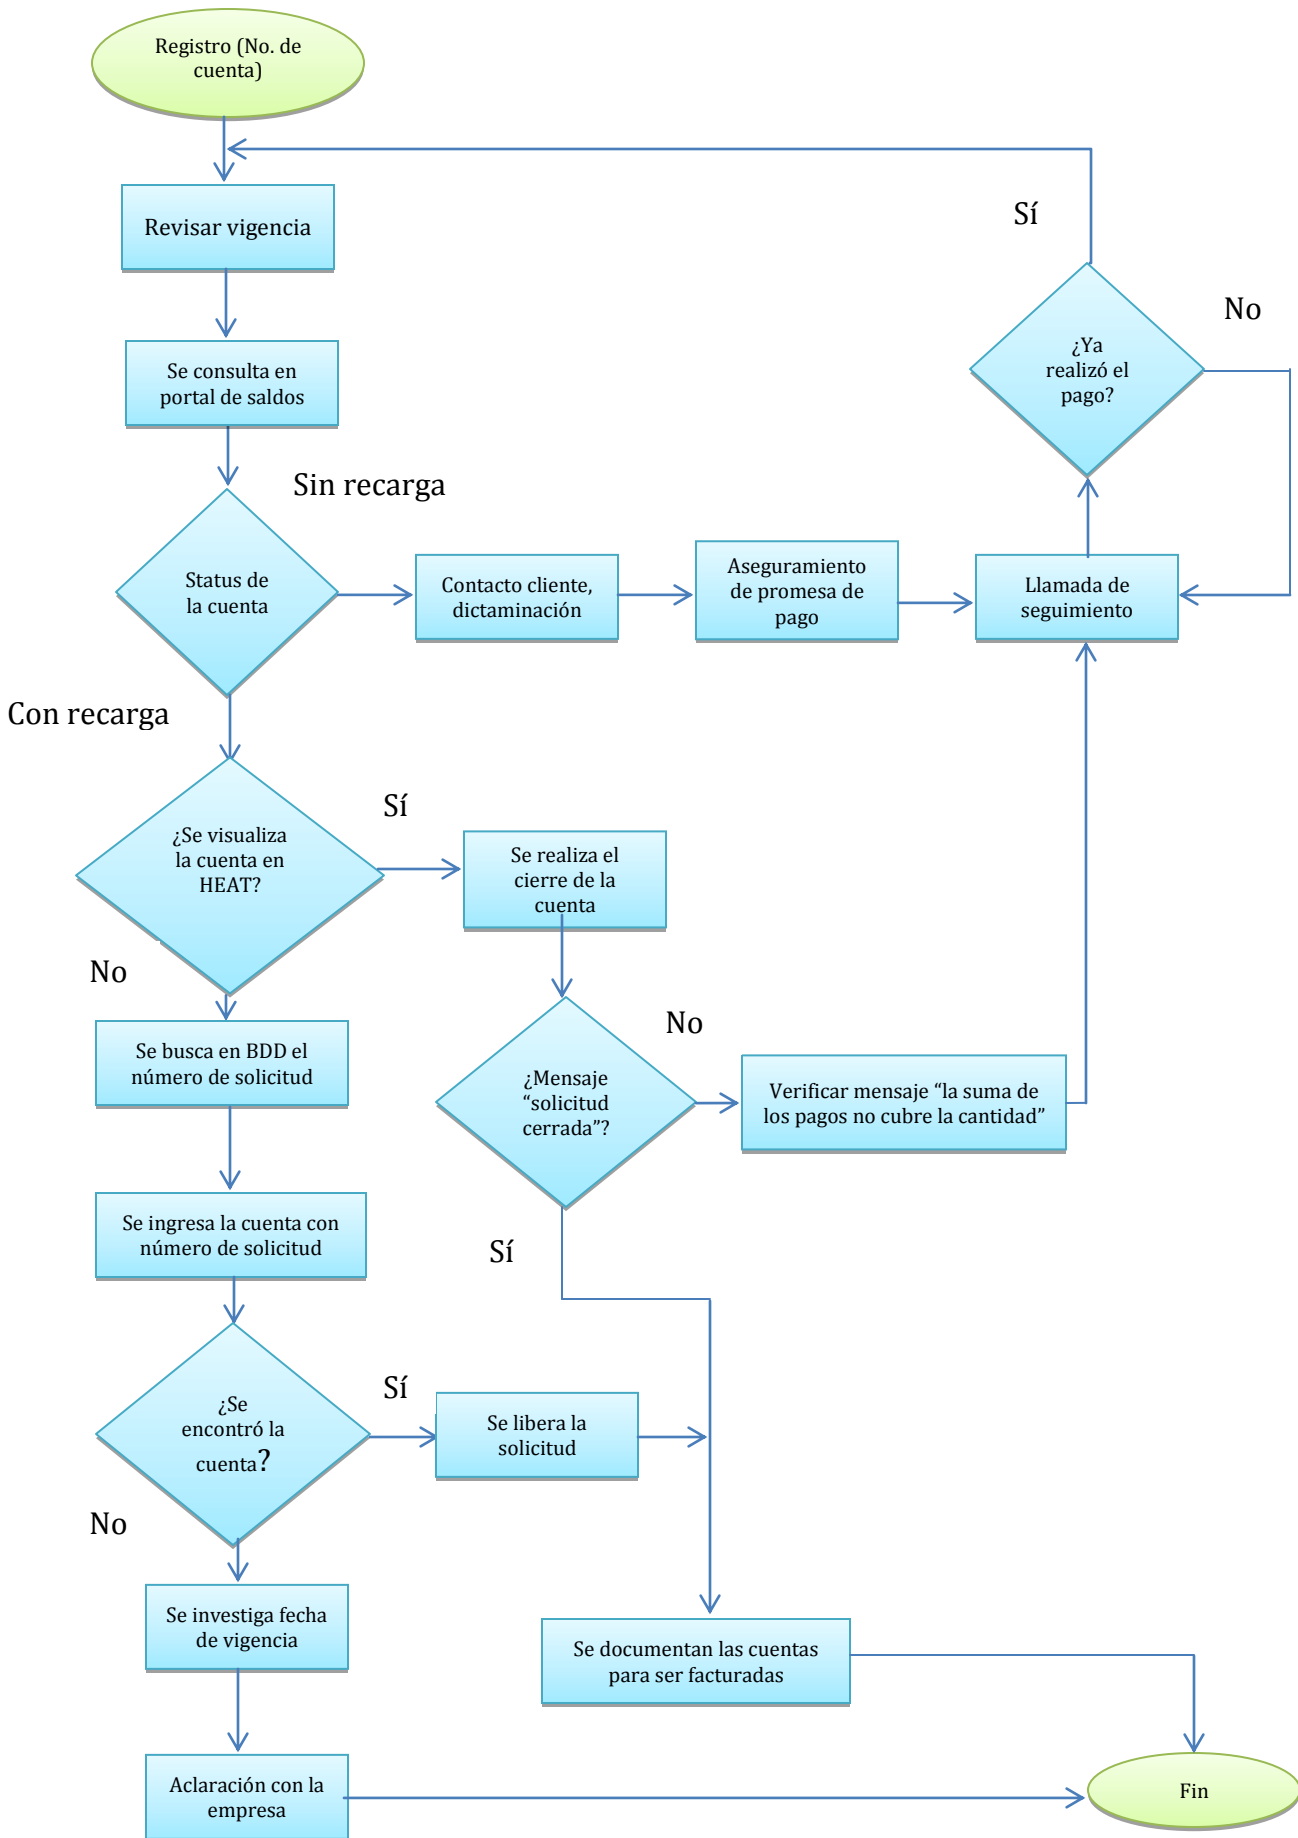 Registro (No. de
cuenta)
Revisar vigencia
Sí
No
¿Ya
realizó el
pago?
Se consulta en
portal de saldos
Sin recarga
Status de
la cuenta
Contacto cliente,
dictaminación
Aseguramiento
de promesa de
pago
Llamada de
seguimiento
Con recarga
¿Se visualiza
la cuenta en
HEAT?
Sí
Se realiza el
cierre de la
cuenta
No
Se busca en BDD el
número de solicitud
¿Mensaje
“solicitud
cerrada”?
No
Verificar mensaje “la suma de
los pagos no cubre la cantidad”
Se ingresa la cuenta con
número de solicitud
Sí
¿Se
encontró la
cuenta?
Sí
Se libera la
solicitud
No
Se investiga fecha
de vigencia
Se documentan las cuentas
para ser facturadas
Aclaración con la
empresa
Fin